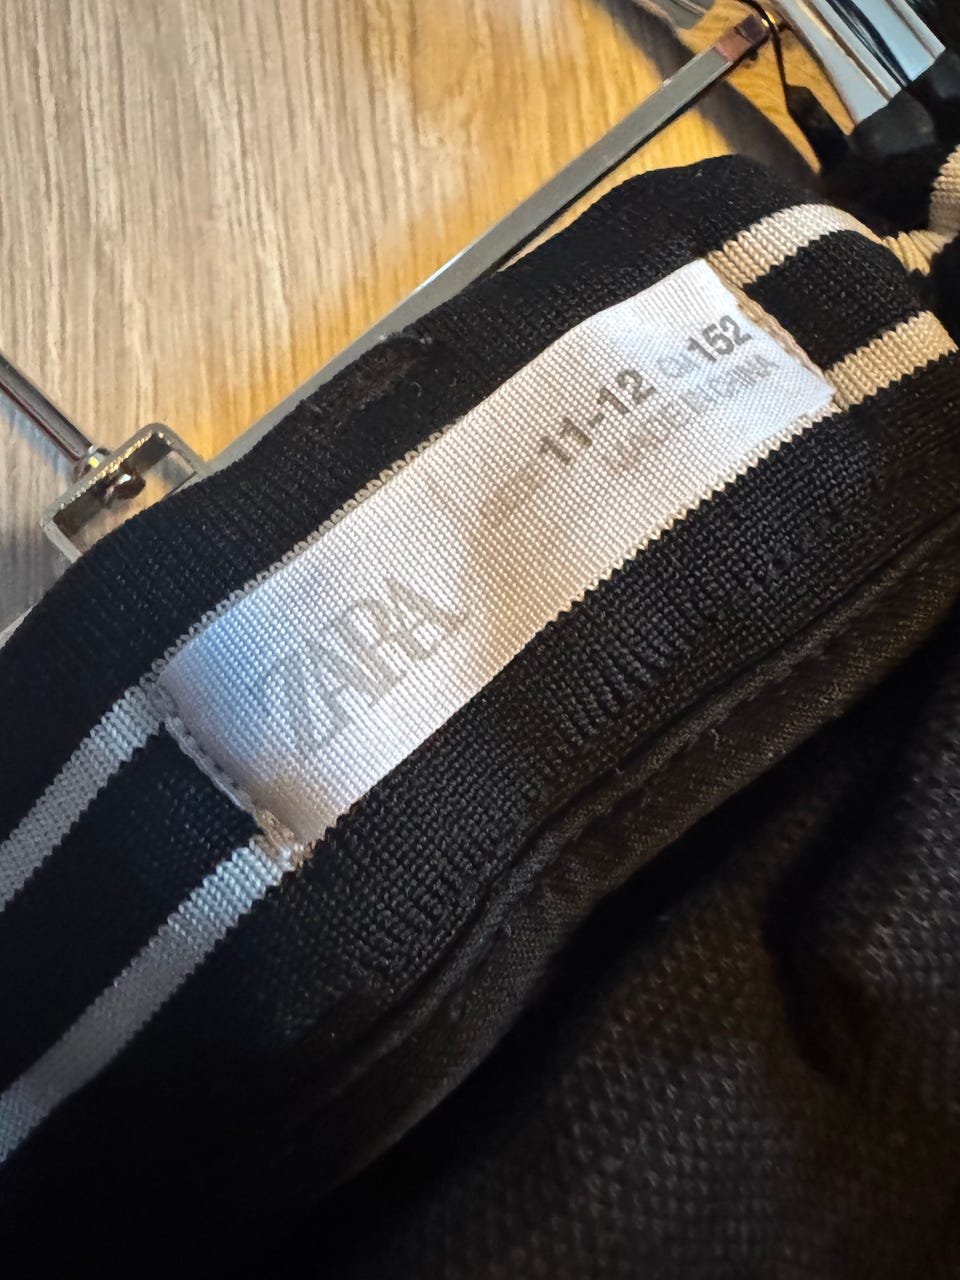 ZARA
11-12 CM 152
MADE IN CHINA